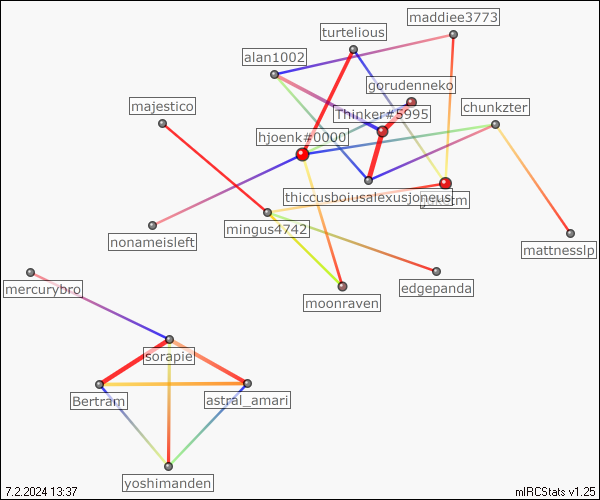 maddiee3773
turtelious
alan1002
gorudenneko
majestico
Thinker#5995
chunkzter
hjoenk#0000
thiccusboiusalexusjoneus
mingus4742
nonameisleft
mattnesslp
mercurybro
edgepanda
moonraven
sorapie
Bertram
astral_amari
yoshimanden
7.2.2024 13:37
mIRCStats v1.25